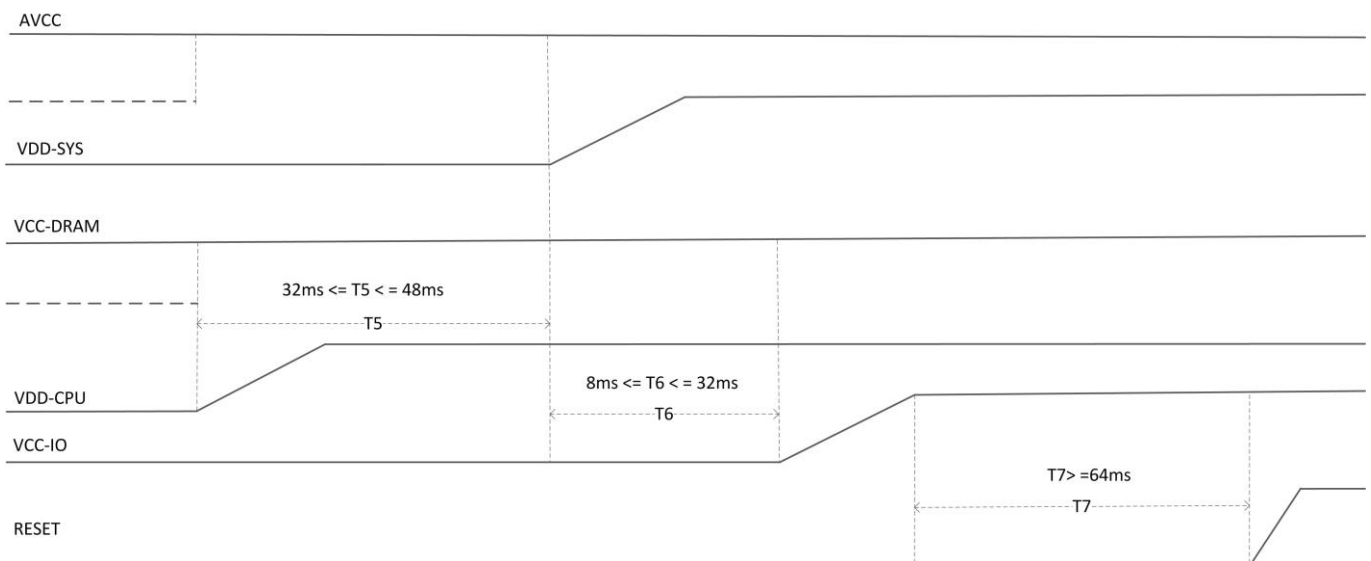 AVCC
VDD-SYS
VCC-DRAM
32ms <= T5 < = 48ms
T5
8ms <= T6 < = 32ms
VDD-CPU
T6
VCC-IO
T7> =64ms
T7
RESET